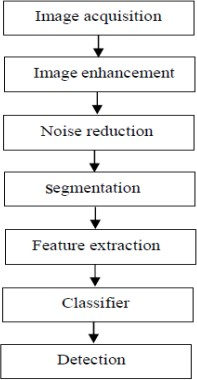 Image acquisition
Image enhancement
Noise reduction
Segmentation
Feature extraction
Classifier
Detection